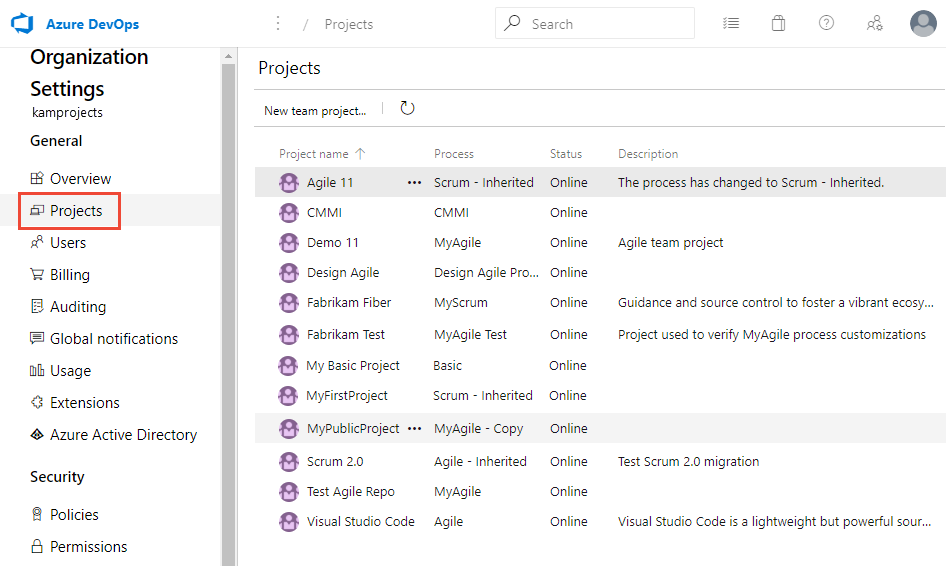 Azure DevOps
/ Projects
Search
Organization
Settings
kamprojects
General
Overview
Projects
Users
Billing
Auditing
Global notifications
Usage
Extensions
Azure Active Directory
Security
Policies
Permissions
Projects
New team project...
Project name Process Status Description
Agile 11 ••• Scrum - Inherited Online The process has changed to Scrum - Inherited.
CMMI CMMI Online
Demo 11 MyAgile Online Agile team project
Design Agile Design Agile Pro... Online
Fabrikam Fiber MyScrum Online Guidance and source control to foster a vibrant ecosy...
Fabrikam Test MyAgile Test Online Project used to verify MyAgile process customizations
My Basic Project Basic Online
MyFirstProject Scrum - Inherited Online
MyPublicProject ••• MyAgile - Copy Online
Scrum 2.0 Agile - Inherited Online Test Scrum 2.0 migration
Test Agile Repo MyAgile Online
Visual Studio Code Agile Online Visual Studio Code is a lightweight but powerful sour...